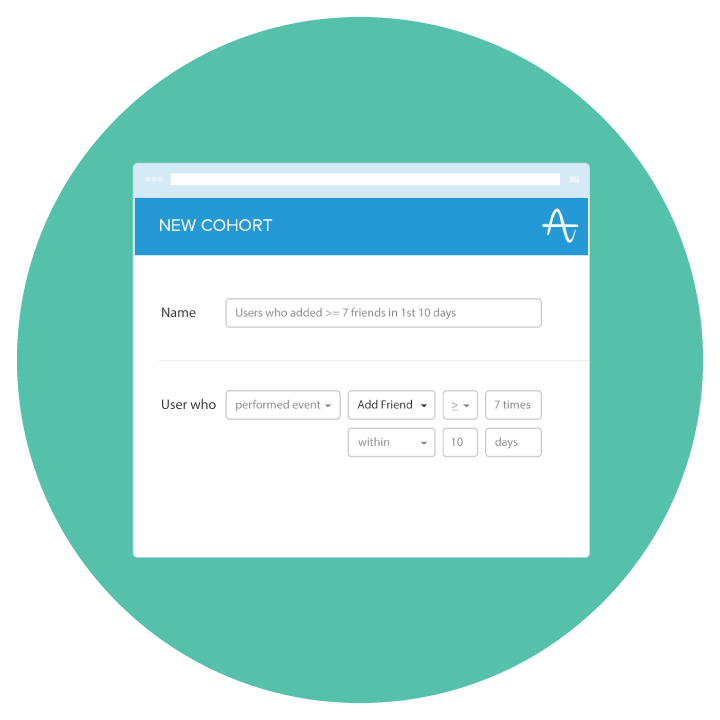 NEW COHORT
Name Users who added >= 7 friends in 1st 10 days
User who performed event Add Friend ≥ 7 times
within 10 days